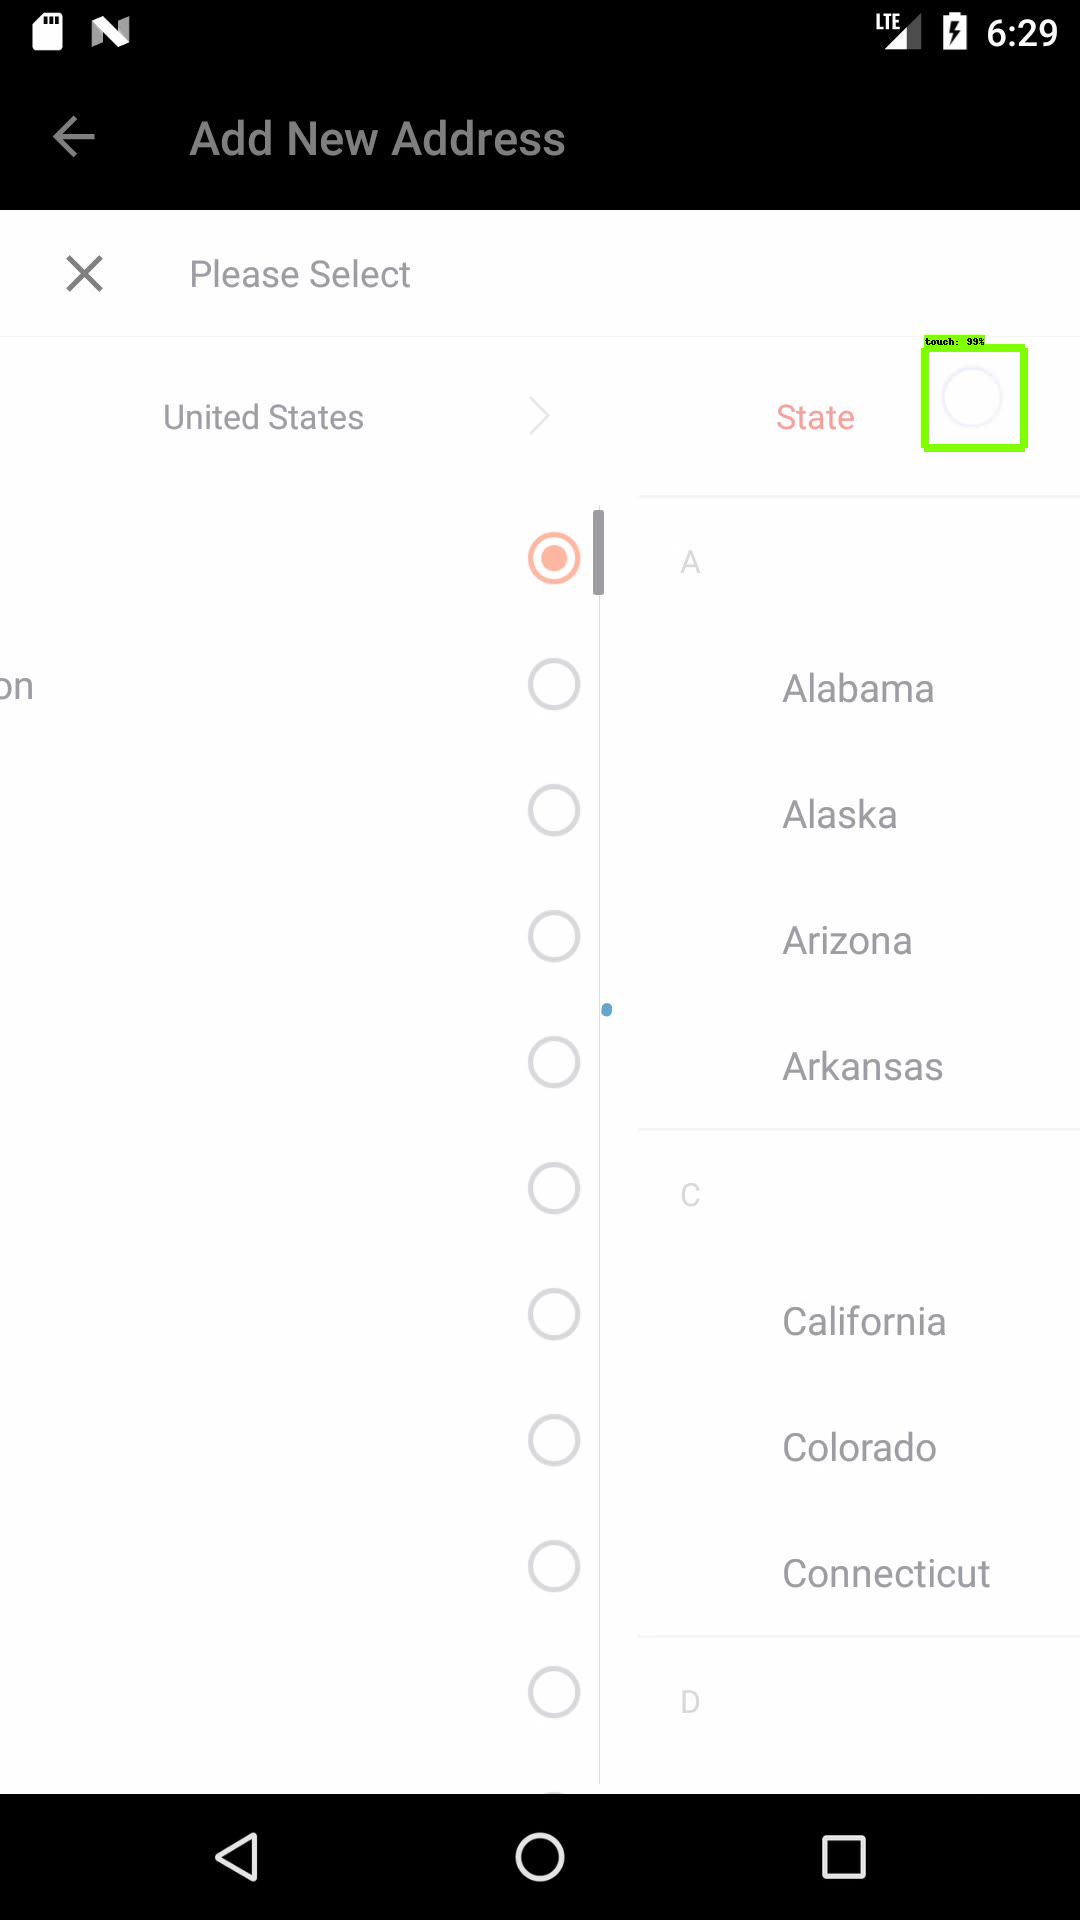 LTE 6:29
Add New Address
Please Select
touch: 99%
United States
State
A
on
Alabama
Alaska
Arizona
Arkansas
C
California
Colorado
Connecticut
D